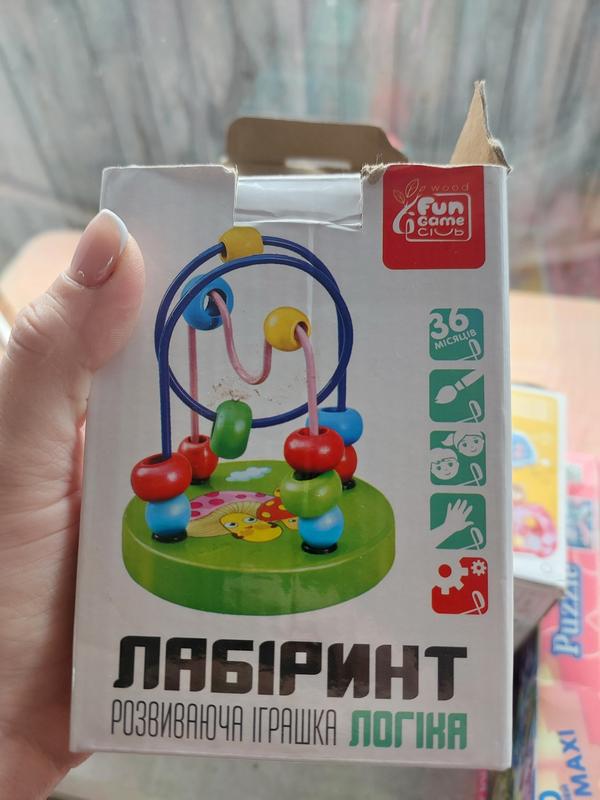 wood
Fun
Game
Club
36
МІСЯЦІВ
ЛАБІРИНТ
РОЗВИВАЮЧА ІГРАШКА ЛОГІКА
Puzzle
MAXI